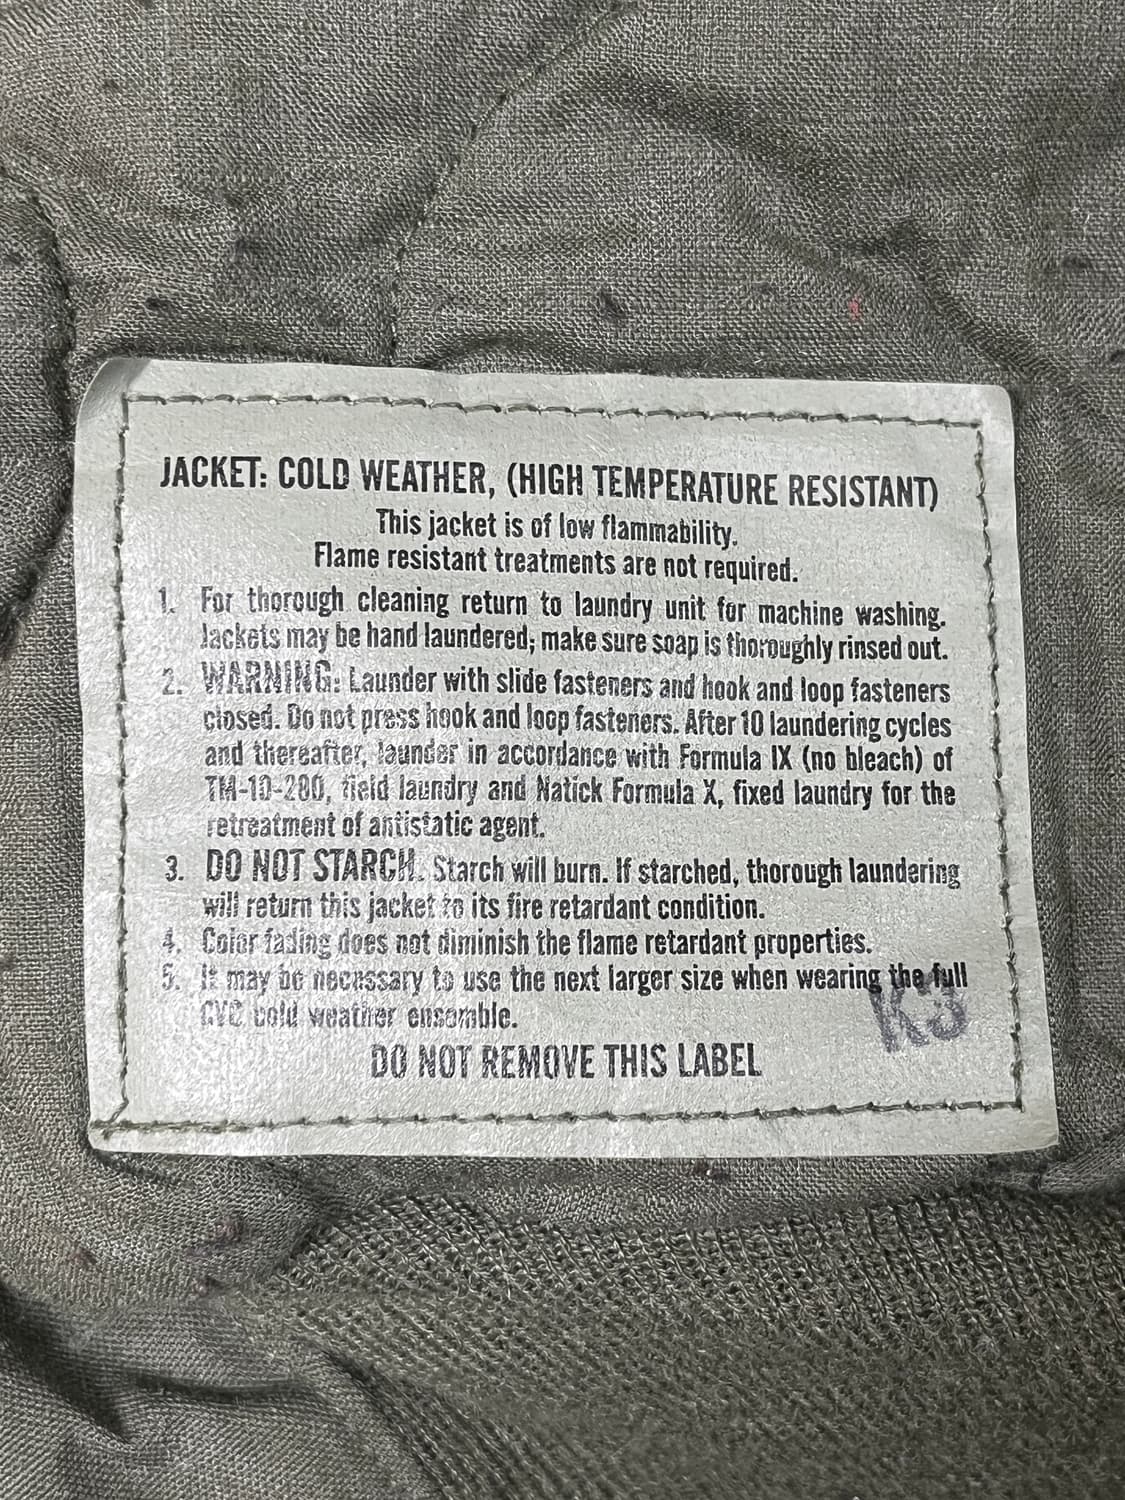 JACKET: COLD WEATHER, (HIGH TEMPERATURE RESISTANT)
This jacket is of low flammability.
Flame resistant treatments are not required.
1. For thorough cleaning return to laundry unit for machine washing.
Jackets may be hand laundered; make sure soap is thoroughly rinsed out.
2. WARNING: Launder with slide fasteners and hook and loop fasteners
closed. Do not press hook and loop fasteners. After 10 laundering cycles
and thereafter, launder in accordance with Formula IX (no bleach) of
TM-10-280, field laundry and Natick Formula X, fixed laundry for the
retreatment of antistatic agent.
3. DO NOT STARCH. Starch will burn. If starched, thorough laundering
will return this jacket to its fire retardant condition.
4. Color fading does not diminish the flame retardant properties.
5. It may be necessary to use the next larger size when wearing the full
CVC cold weather ensemble.
K3
DO NOT REMOVE THIS LABEL